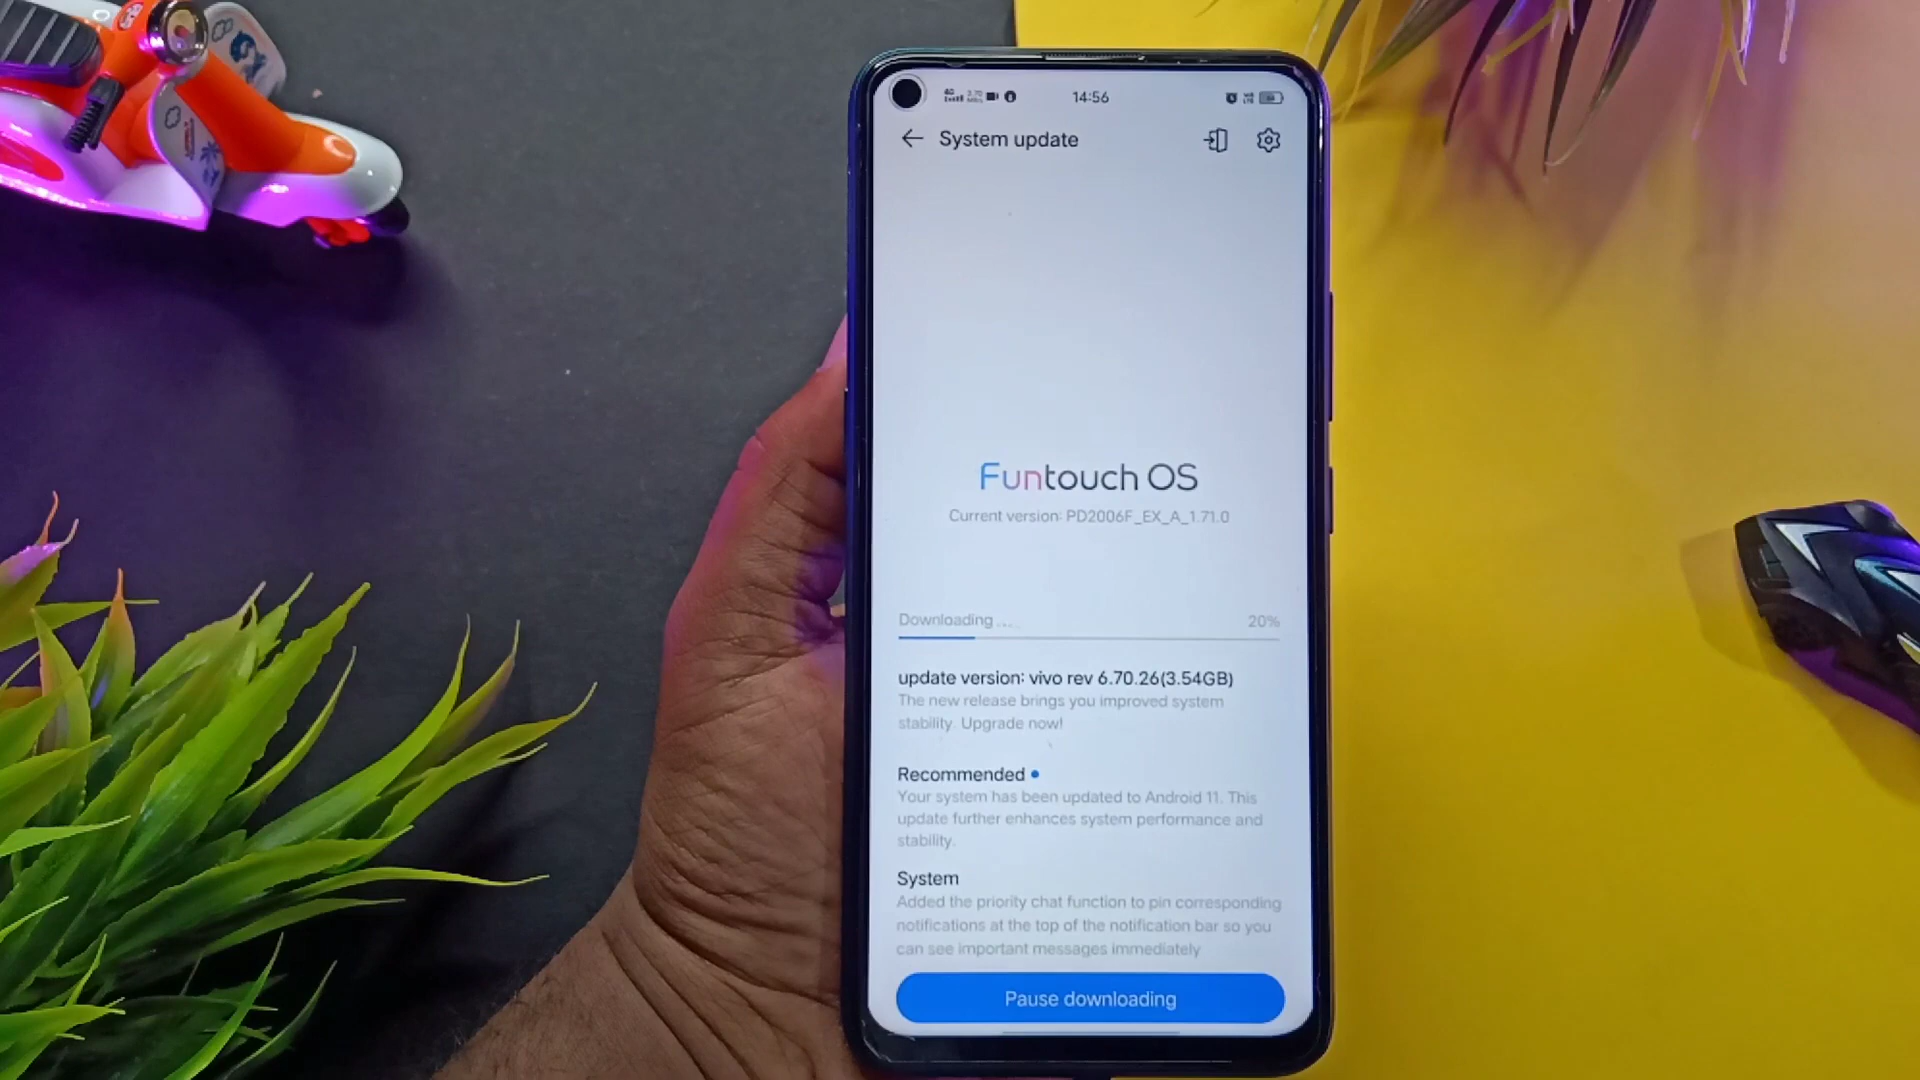 14:56
System update
Funtouch OS
Current version: PD2006F_EX_A_1.71.0
Downloading....
20%
update version: vivo rev 6.70.26(3.54GB)
The new release brings you improved system
stability. Upgrade now!
Recommended
Your system has been updated to Android 11. This
update further enhances system performance and
stability.
System
Added the priority chat function to pin corresponding
notifications at the top of the notification bar so you
can see important messages immediately
Pause downloading